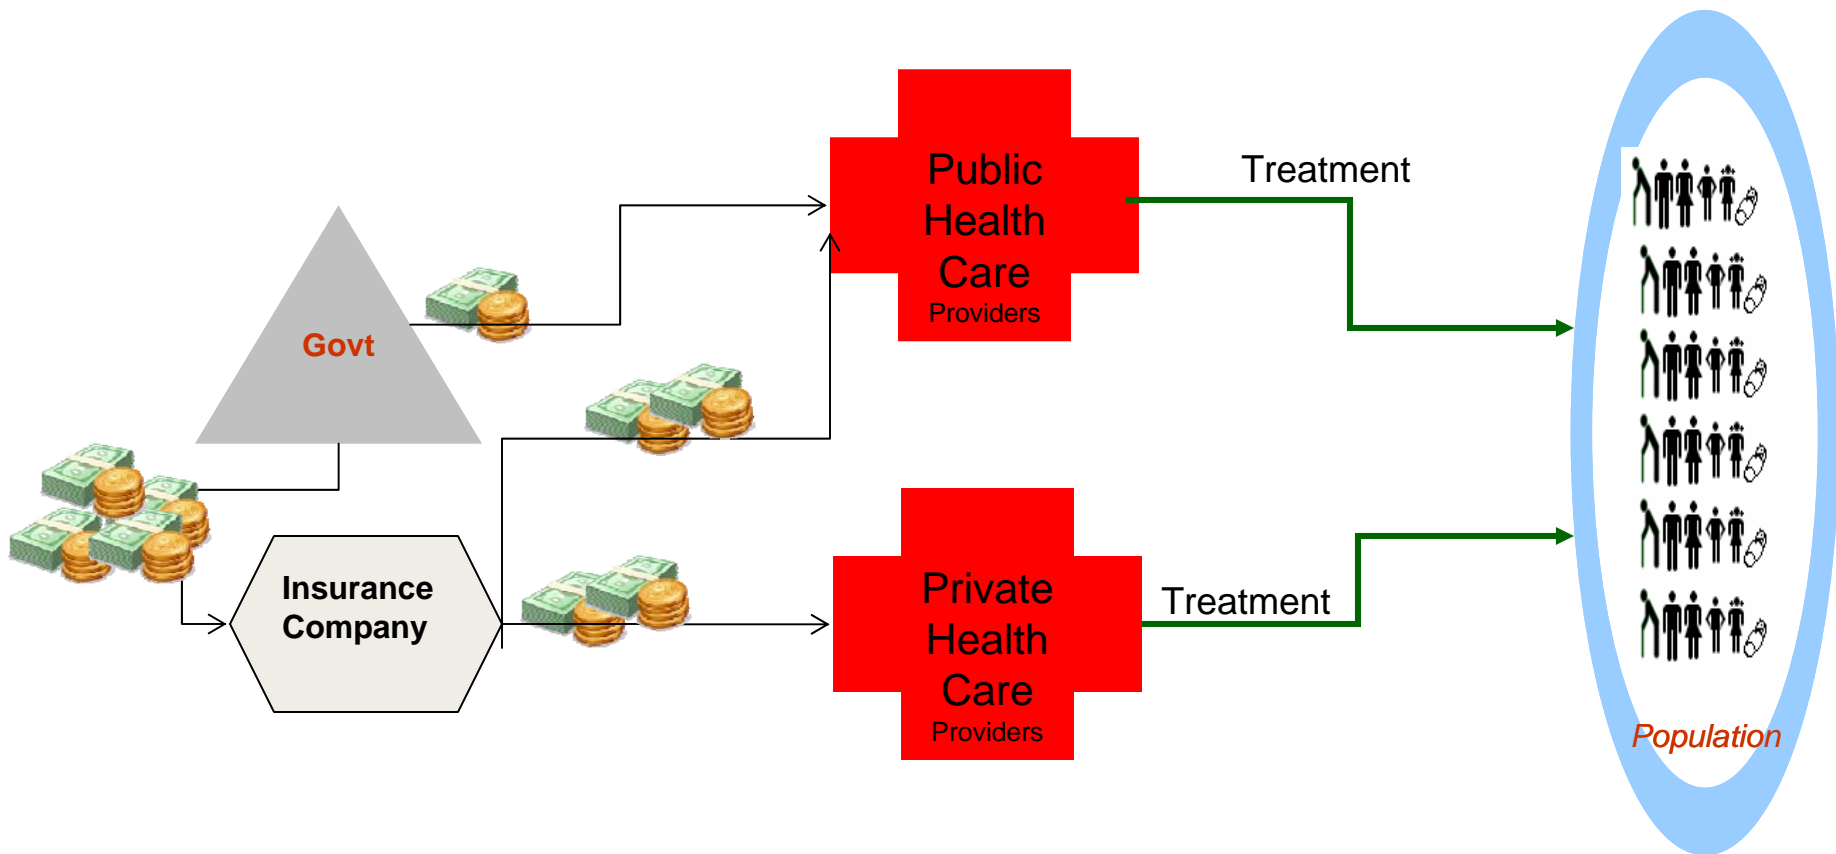 Public
Health
Care
Providers
Treatment
Govt
Insurance
Company
Private
Health
Care
Providers
Treatment
Population